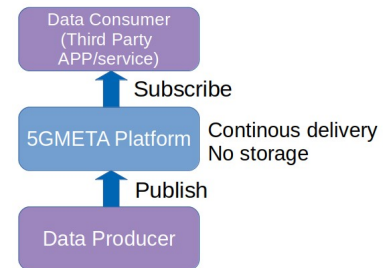 Data Consumer
(Third Party
APP/service)
Subscribe
5GMETA Platform
Continous delivery
No storage
Publish
Data Producer